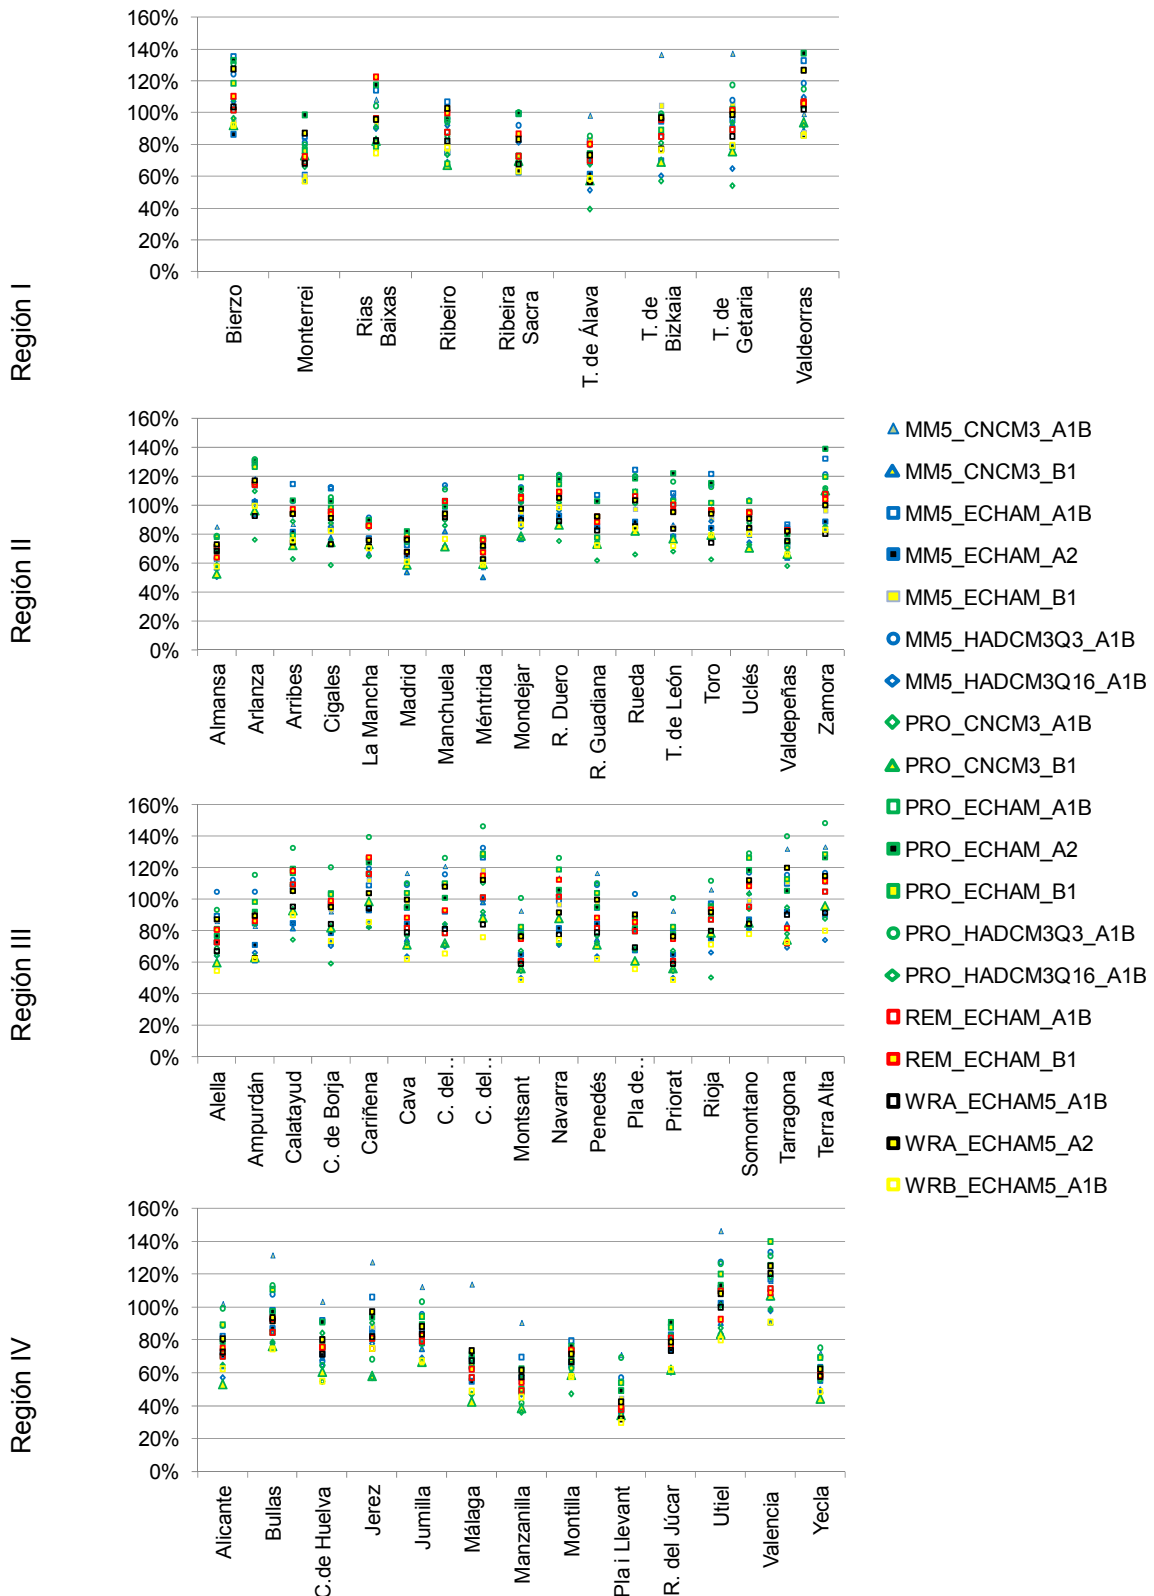 Región I
160%
140%
120%
100%
80%
60%
40%
20%
0%
Bierzo
Monterrei
Rias
Baixas
Ribeiro
Ribeira
Sacra
T. de Álava
T. de
Bizkaia
T. de
Getaria
Valdeorras
Región II
160%
140%
120%
100%
80%
60%
40%
20%
0%
Almansa
Arlanza
Arribes
Cigales
La Mancha
Madrid
Manchuela
Méntrida
Mondejar
R. Duero
R. Guadiana
Rueda
T. de León
Toro
Uclés
Valdepeñas
Zamora
Región III
160%
140%
120%
100%
80%
60%
40%
20%
0%
Alella
Ampurdán
Calatayud
C. de Borja
Cariñena
Cava
C. del...
C. del...
Montsant
Navarra
Penedés
Pla de...
Priorat
Rioja
Somontano
Tarragona
Terra Alta
Región IV
160%
140%
120%
100%
80%
60%
40%
20%
0%
Alicante
Bullas
C.de Huelva
Jerez
Jumilla
Málaga
Manzanilla
Montilla
Pla i Llevant
R. del Júcar
Utiel
Valencia
Yecla
MM5_CNCM3_A1B
MM5_CNCM3_B1
MM5_ECHAM_A1B
MM5_ECHAM_A2
MM5_ECHAM_B1
MM5_HADCM3Q3_A1B
MM5_HADCM3Q16_A1B
PRO_CNCM3_A1B
PRO_CNCM3_B1
PRO_ECHAM_A1B
PRO_ECHAM_A2
PRO_ECHAM_B1
PRO_HADCM3Q3_A1B
PRO_HADCM3Q16_A1B
REM_ECHAM_A1B
REM_ECHAM_B1
WRA_ECHAM5_A1B
WRA_ECHAM5_A2
WRB_ECHAM5_A1B